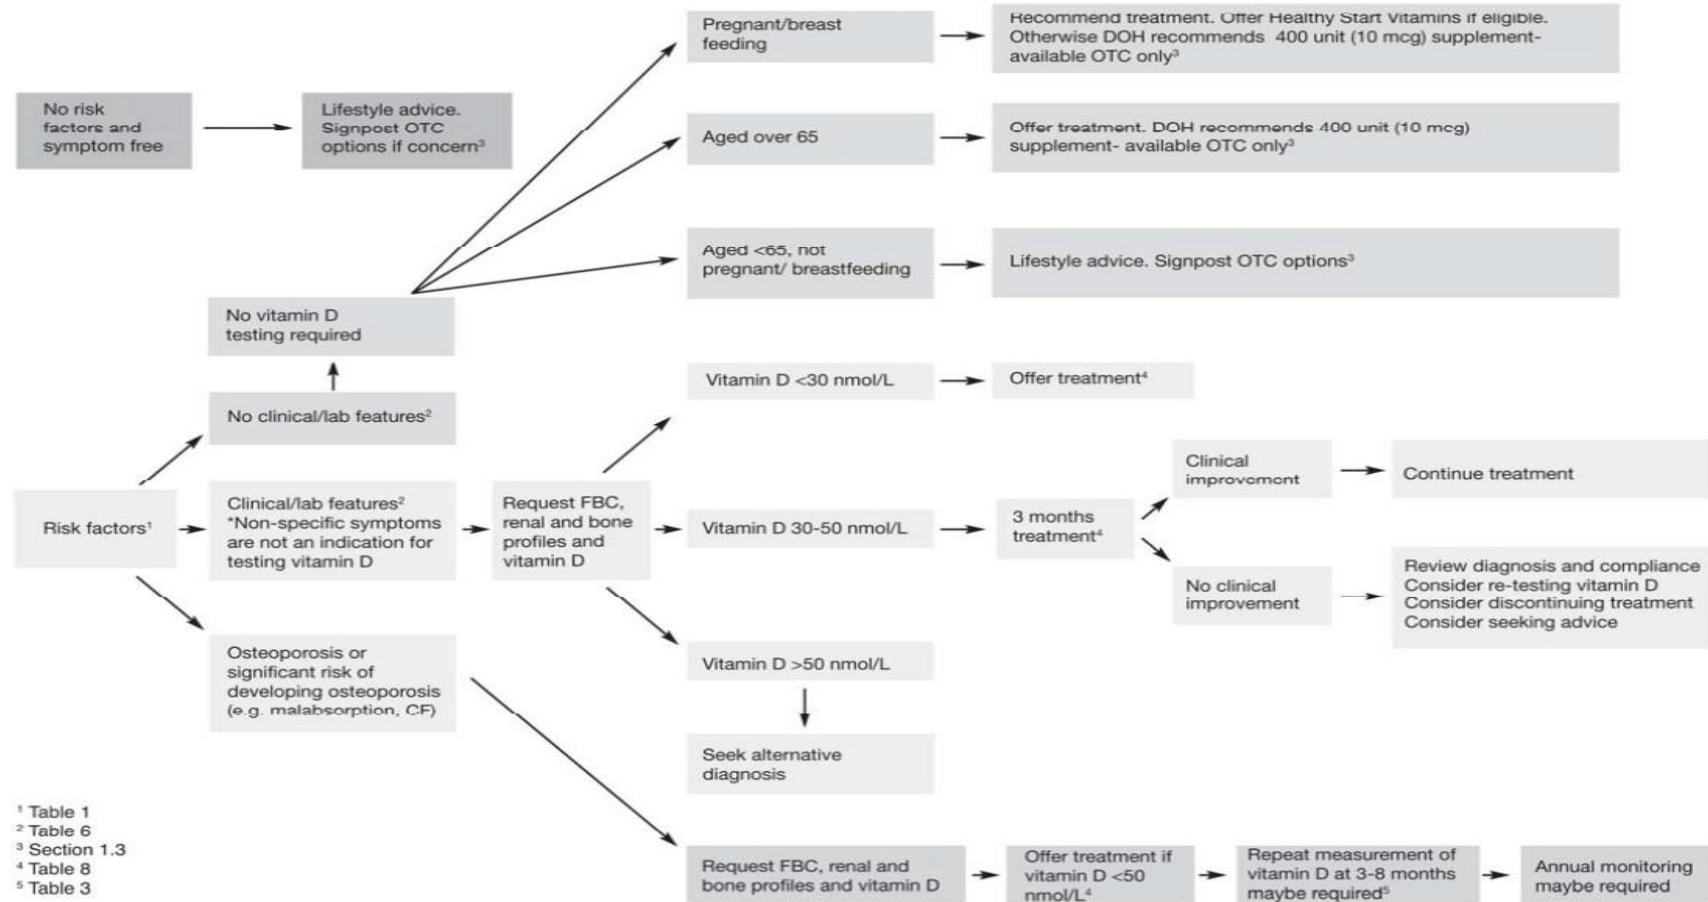 Pregnant/breast
feeding
Recommend treatment. Offer Healthy Start Vitamins if eligible.
Otherwise DOH recommends 400 unit (10 mcg) supplement-
available OTC only³
No risk
factors and
symptom free
Lifestyle advice.
Signpost OTC
options if concern³
Aged over 65
Offer treatment. DOH recommends 400 unit (10 mcg)
supplement- available OTC only³
Aged <65, not
pregnant/ breastfeeding
Lifestyle advice. Signpost OTC options³
No vitamin D
testing required
Vitamin D <30 nmol/L
Offer treatment⁴
No clinical/lab features²
Risk factors¹
Clinical/lab features²
*Non-specific symptoms
are not an indication for
testing vitamin D
Request FBC,
renal and bone
profiles and
vitamin D
Vitamin D 30-50 nmol/L
3 months
treatment⁴
Clinical
improvement
Continue treatment
No clinical
improvement
Review diagnosis and compliance
Consider re-testing vitamin D
Consider discontinuing treatment
Consider seeking advice
Osteoporosis or
significant risk of
developing osteoporosis
(e.g. malabsorption, CF)
Vitamin D >50 nmol/L
Seek alternative
diagnosis
¹ Table 1
² Table 6
³ Section 1.3
⁴ Table 8
⁵ Table 3
Request FBC, renal and
bone profiles and vitamin D
Offer treatment if
vitamin D <50
nmol/L⁴
Repeat measurement of
vitamin D at 3-8 months
maybe required⁵
Annual monitoring
maybe required